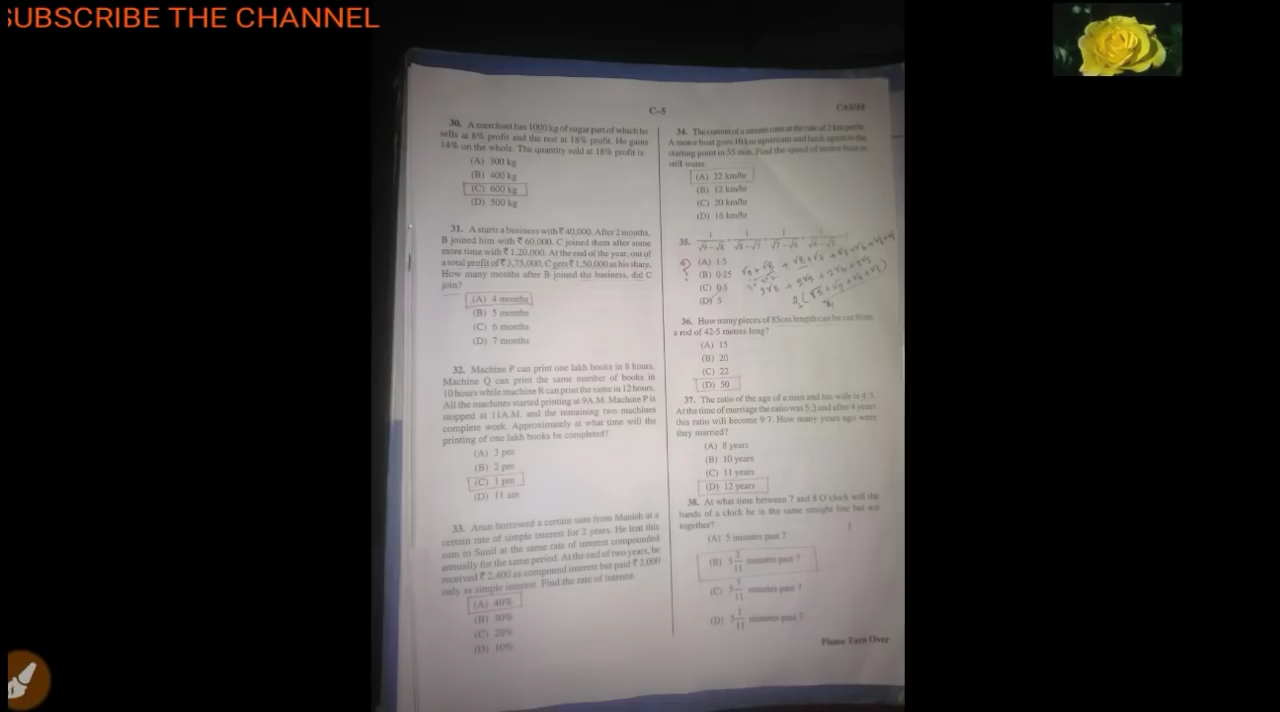 SUBSCRIBE THE CHANNEL
C–5
30. A merchant has 1000 kg of sugar part of which he
sells at 8% profit and the rest at 18% profit. He gains
14% on the whole. The quantity sold at 18% profit is
(A) 300 kg
(B) 400 kg
(C) 600 kg
(D) 500 kg
31. A starts a business with ₹ 40,000. After 2 months,
B joined him with ₹ 60,000. C joined them after some
more time with ₹ 1,20,000. At the end of the year, out of
a total profit of ₹ 3,75,000, C gets ₹ 1,50,000 as his share.
How many months after B joined the business, did C
join?
(A) 4 months
(B) 5 months
(C) 6 months
(D) 7 months
32. Machine P can print one lakh books in 8 hours.
Machine Q can print the same number of books in
10 hours while machine R can print the same in 12 hours.
All the machines started printing at 9A.M. Machine P is
stopped at 11A.M. and the remaining two machines
complete work. Approximately at what time will the
printing of one lakh books be completed?
(A) 3 pm
(B) 2 pm
(C) 1 pm
(D) 11 am
33. Arun borrowed a certain sum from Manish at a
certain rate of simple interest for 2 years. He lent this
sum to Sunil at the same rate of interest compounded
annually for the same period. At the end of two years, he
received ₹ 2,400 as compound interest but paid ₹ 2,000
only as simple interest. Find the rate of interest.
(A) 40%
(B) 30%
(C) 20%
(D) 10%
34. The current of a stream runs at the rate of 2 km per hr.
A motor boat goes 10 km upstream and back again to the
starting point in 55 min. Find the speed of motor boat in
still water.
(A) 22 km/hr
(B) 12 km/hr
(C) 20 km/hr
(D) 16 km/hr
35.
(A) 1·5
(B) 0·25
(C) 0·5
(D) 5
36. How many pieces of 85cm length can be cut from
a rod of 42·5 metres long?
(A) 15
(B) 20
(C) 22
(D) 50
37. The ratio of the age of a man and his wife is 4:3.
At the time of marriage the ratio was 5:3 and after 4 years
this ratio will become 9:7. How many years ago were
they married?
(A) 8 years
(B) 10 years
(C) 11 years
(D) 12 years
38. At what time between 7 and 8 O'clock will the
hands of a clock be in the same straight line but not
together?
(A) 5 minutes past 7
(B) minutes past 7
(C) minutes past 7
(D) 5 1/11 minutes past 7
Please Turn Over